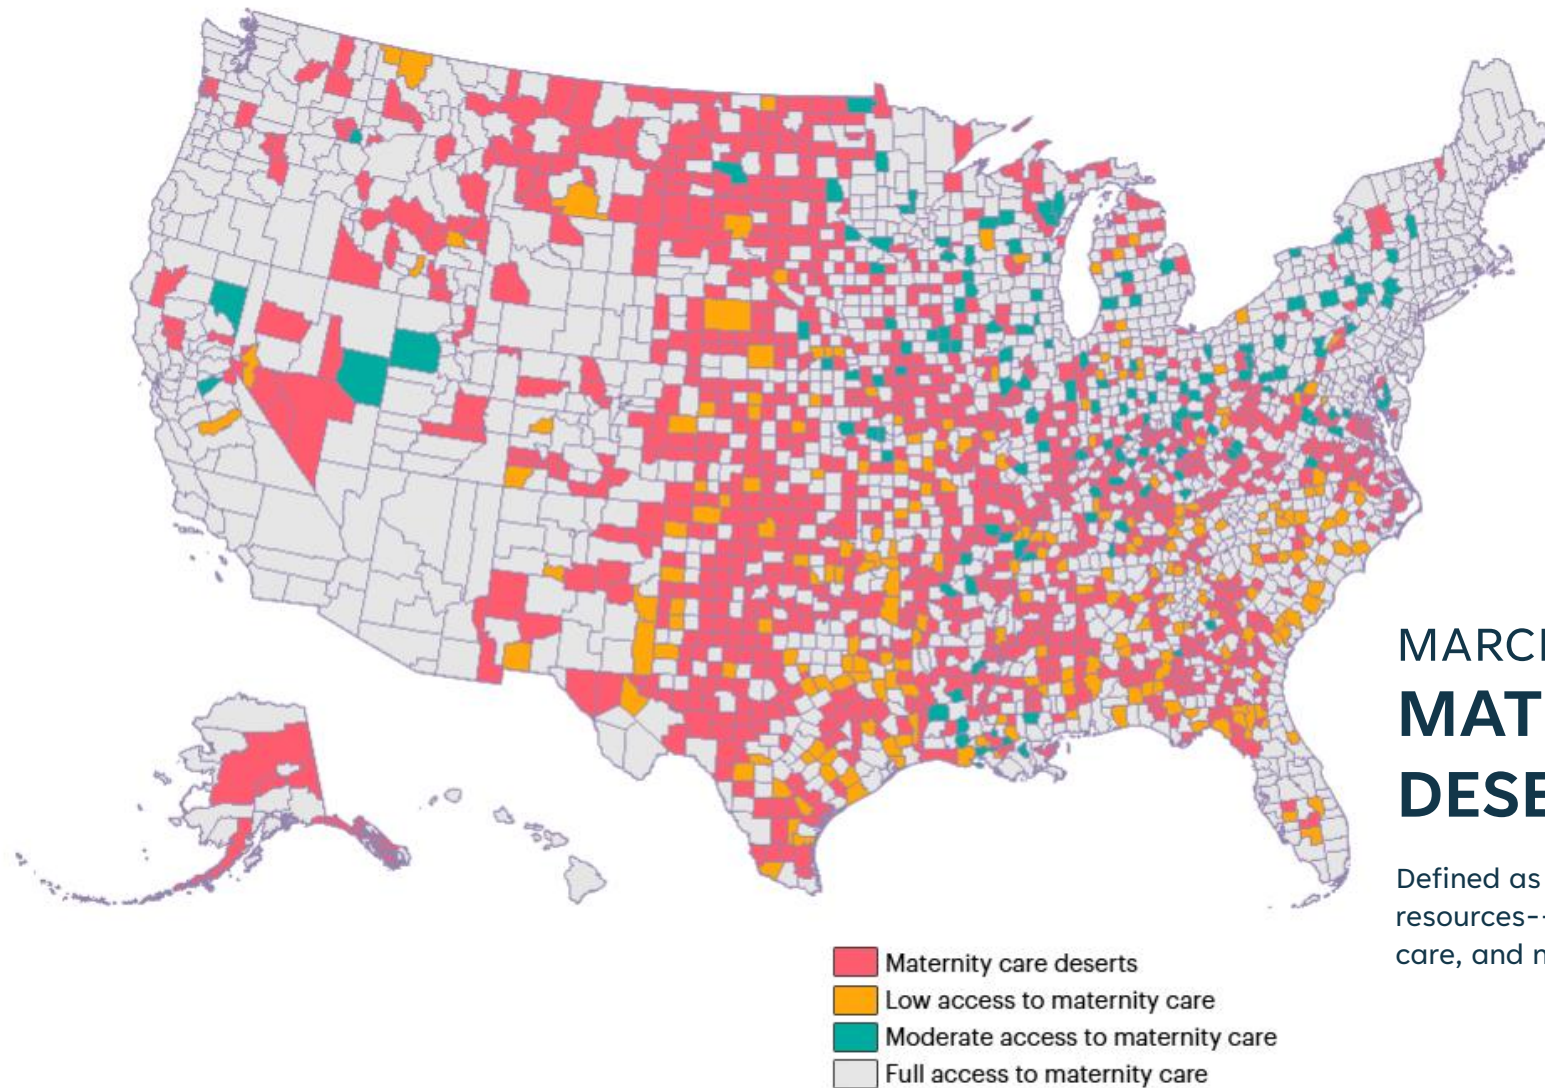 MARCH
MAT
DESE
Defined as
resources--
care, and n
Maternity care deserts
Low access to maternity care
Moderate access to maternity care
Full access to maternity care